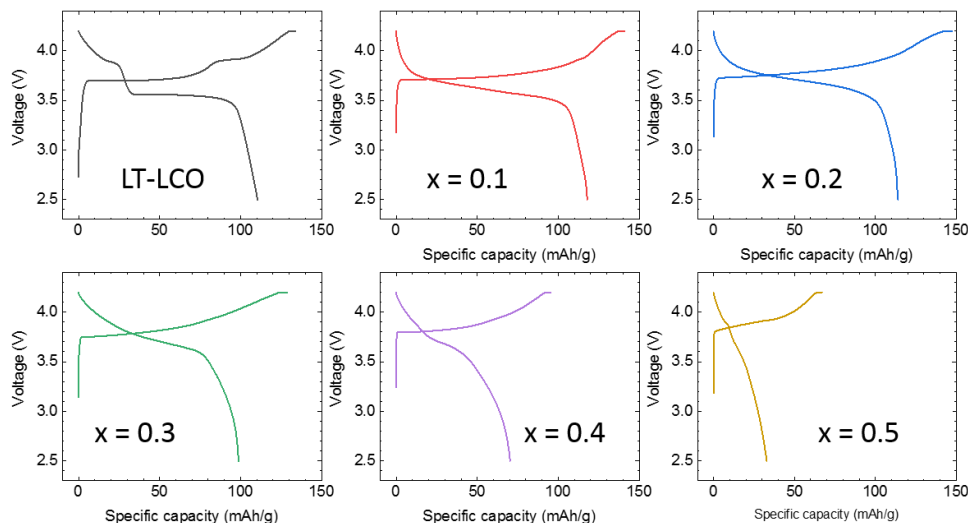 4.0
3.5
3.0
2.5
Voltage (V)
LT-LCO
0 50 100 150
4.0
3.5
3.0
2.5
Voltage (V)
x = 0.1
0 50 100 150
Specific capacity (mAh/g)
4.0
3.5
3.0
2.5
Voltage (V)
x = 0.2
0 50 100 150
Specific capacity (mAh/g)
4.0
3.5
3.0
2.5
Voltage (V)
x = 0.3
0 50 100 150
Specific capacity (mAh/g)
4.0
3.5
3.0
2.5
Voltage (V)
x = 0.4
0 50 100 150
Specific capacity (mAh/g)
4.0
3.5
3.0
2.5
Voltage (V)
x = 0.5
0 50 100 150
Specific capacity (mAh/g)